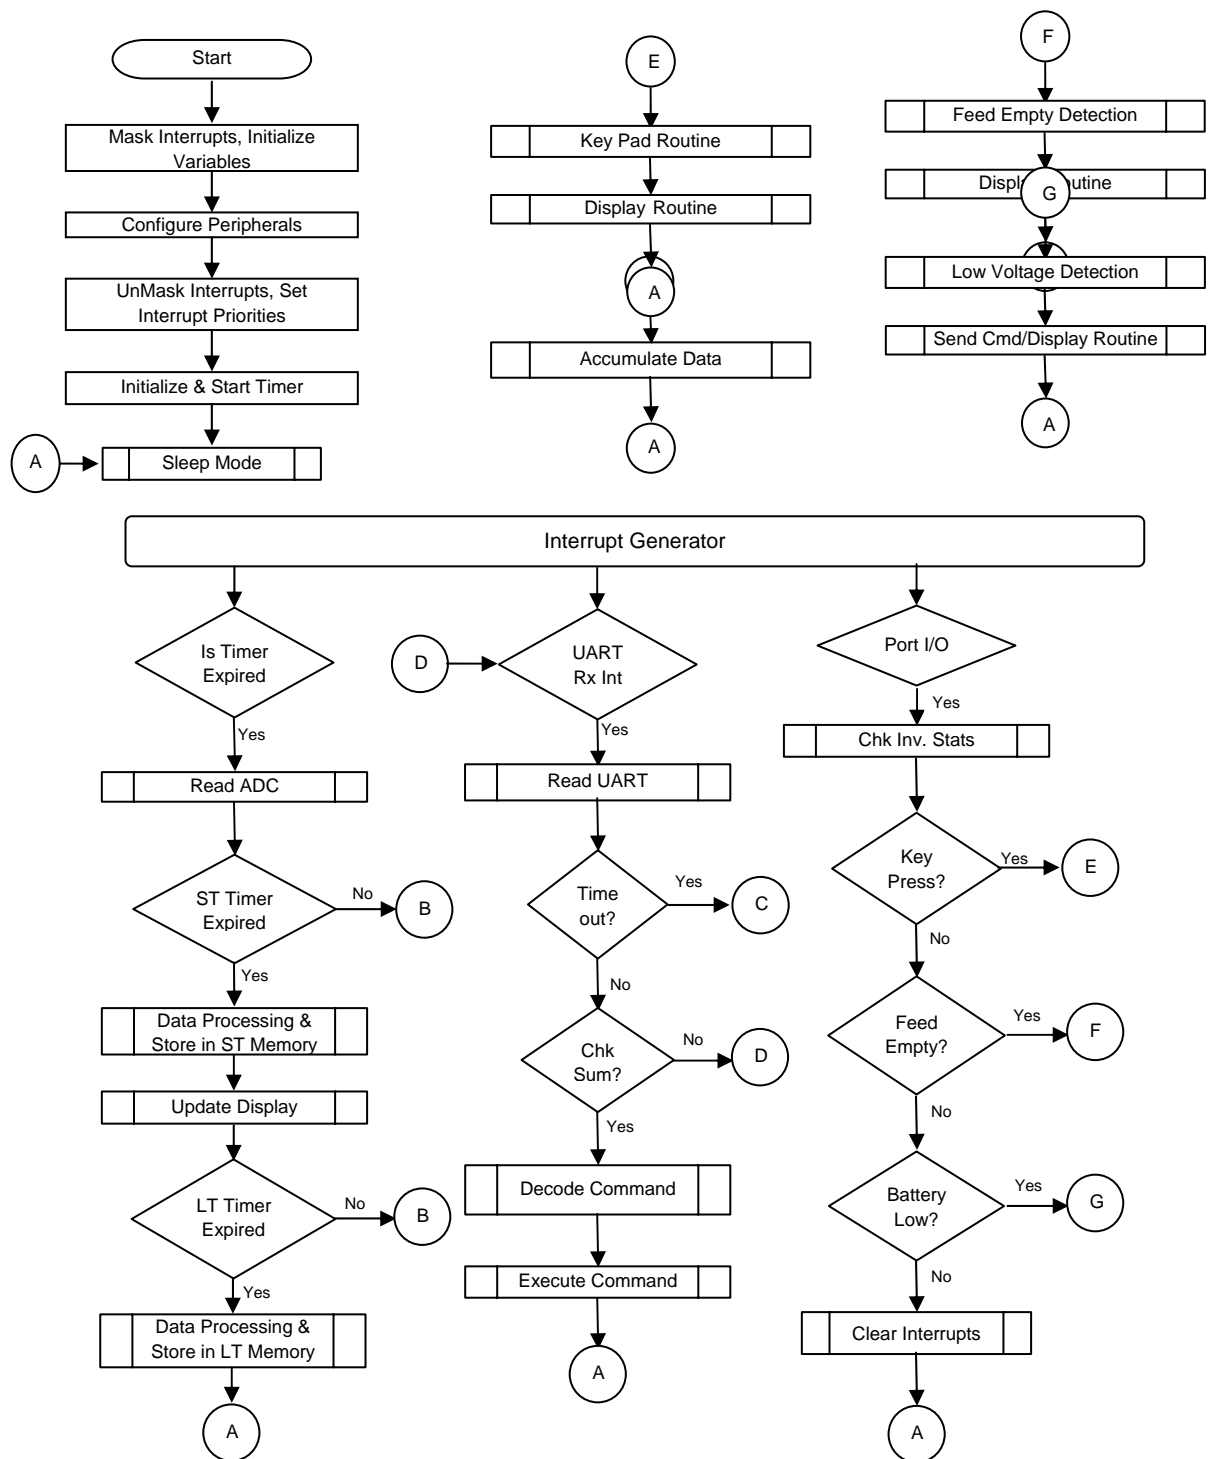 Start
Mask Interrupts, Initialize
Variables
Configure Peripherals
UnMask Interrupts, Set
Interrupt Priorities
Initialize & Start Timer
A
Sleep Mode
E
Key Pad Routine
Display Routine
A
Accumulate Data
A
F
Feed Empty Detection
G
Low Voltage Detection
Send Cmd/Display Routine
A
Interrupt Generator
Is Timer
Expired
Yes
Read ADC
ST Timer
Expired
No
B
Yes
Data Processing &
Store in ST Memory
Update Display
LT Timer
Expired
No
B
Yes
Data Processing &
Store in LT Memory
A
D
UART
Rx Int
Yes
Read UART
Time
out?
Yes
C
No
Chk
Sum?
No
D
Yes
Decode Command
Execute Command
A
Port I/O
Yes
Chk Inv. Stats
Key
Press?
Yes
E
No
Feed
Empty?
Yes
F
No
Battery
Low?
Yes
G
No
Clear Interrupts
A